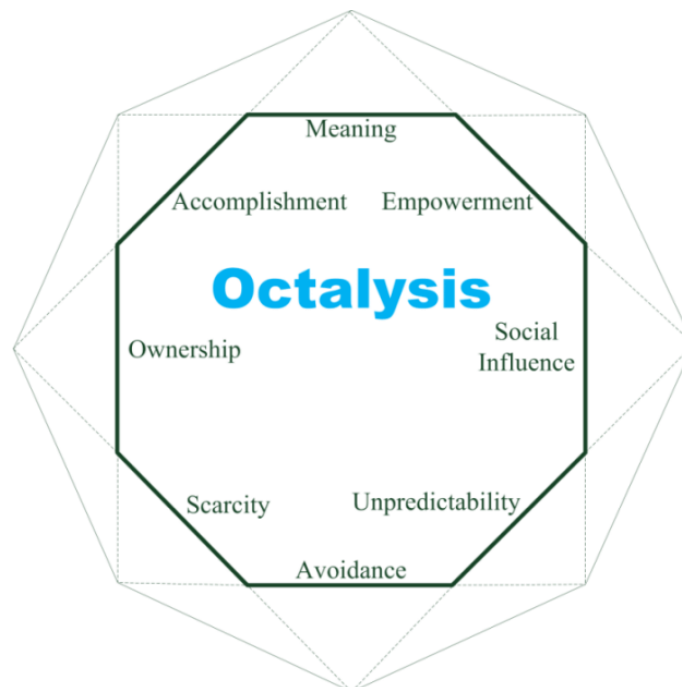 Meaning
Accomplishment
Empowerment
Octalysis
Ownership
Social
Influence
Scarcity
Unpredictability
Avoidance